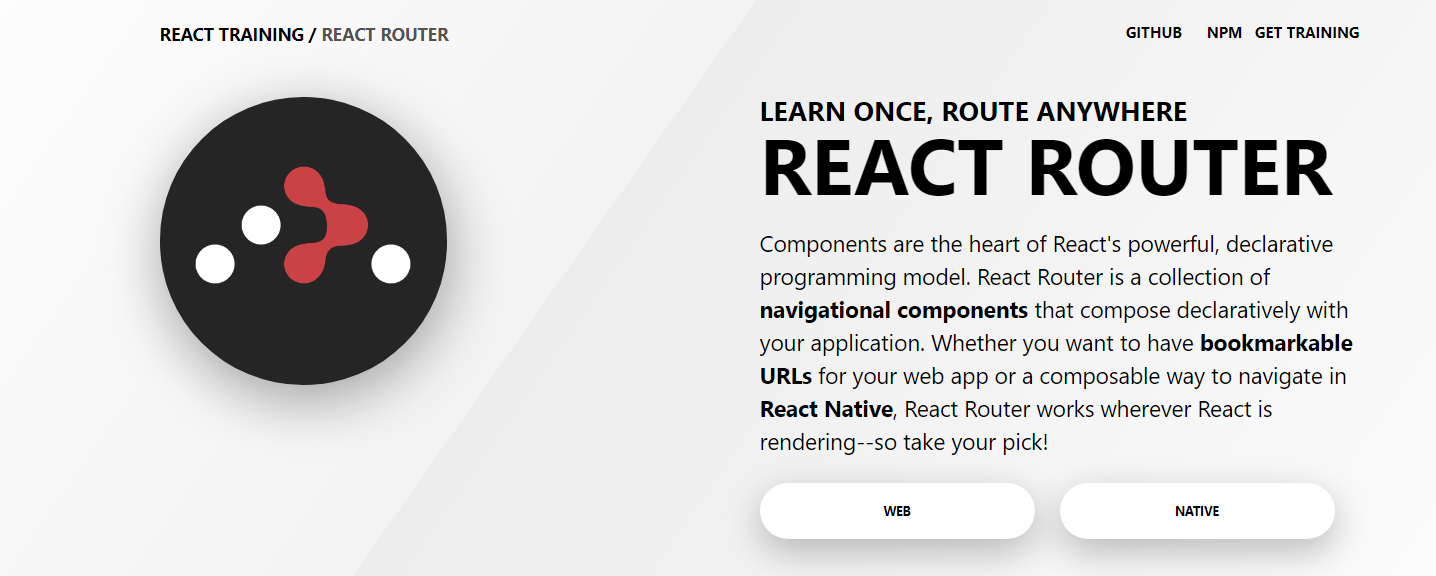 REACT TRAINING / REACT ROUTER
GITHUB NPM GET TRAINING
LEARN ONCE, ROUTE ANYWHERE
REACT ROUTER
Components are the heart of React's powerful, declarative
programming model. React Router is a collection of
navigational components that compose declaratively with
your application. Whether you want to have bookmarkable
URLs for your web app or a composable way to navigate in
React Native, React Router works wherever React is
rendering--so take your pick!
WEB
NATIVE